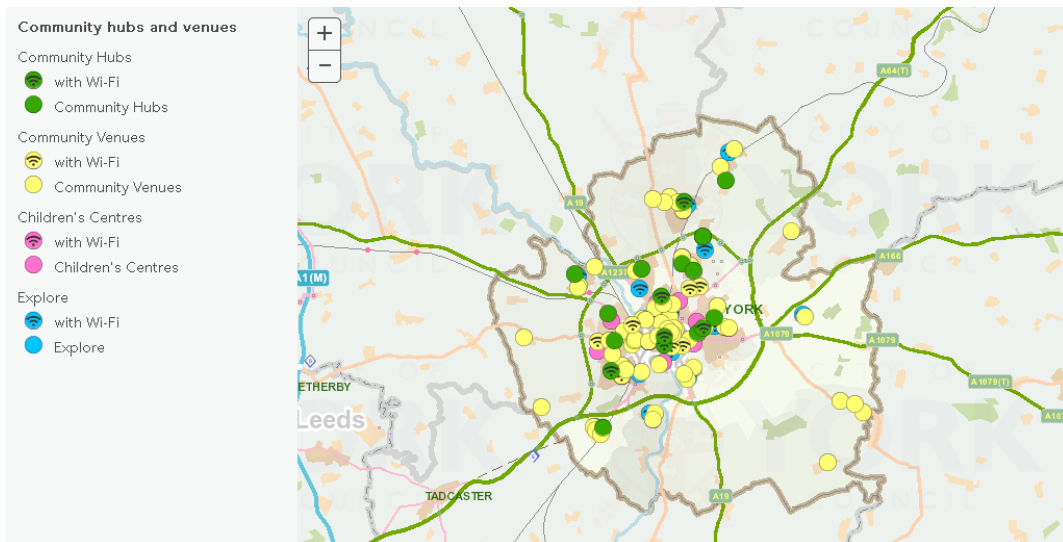 Community hubs and venues
Community Hubs
with Wi-Fi
Community Hubs
Community Venues
with Wi-Fi
Community Venues
Children's Centres
with Wi-Fi
Children's Centres
Explore
with Wi-Fi
Explore
+
−
A64(T)
A19
A166
A1237
A1(M)
YORK
A1079
A1079
A1079(T)
ETHERBY
Leeds
TADCASTER
A19